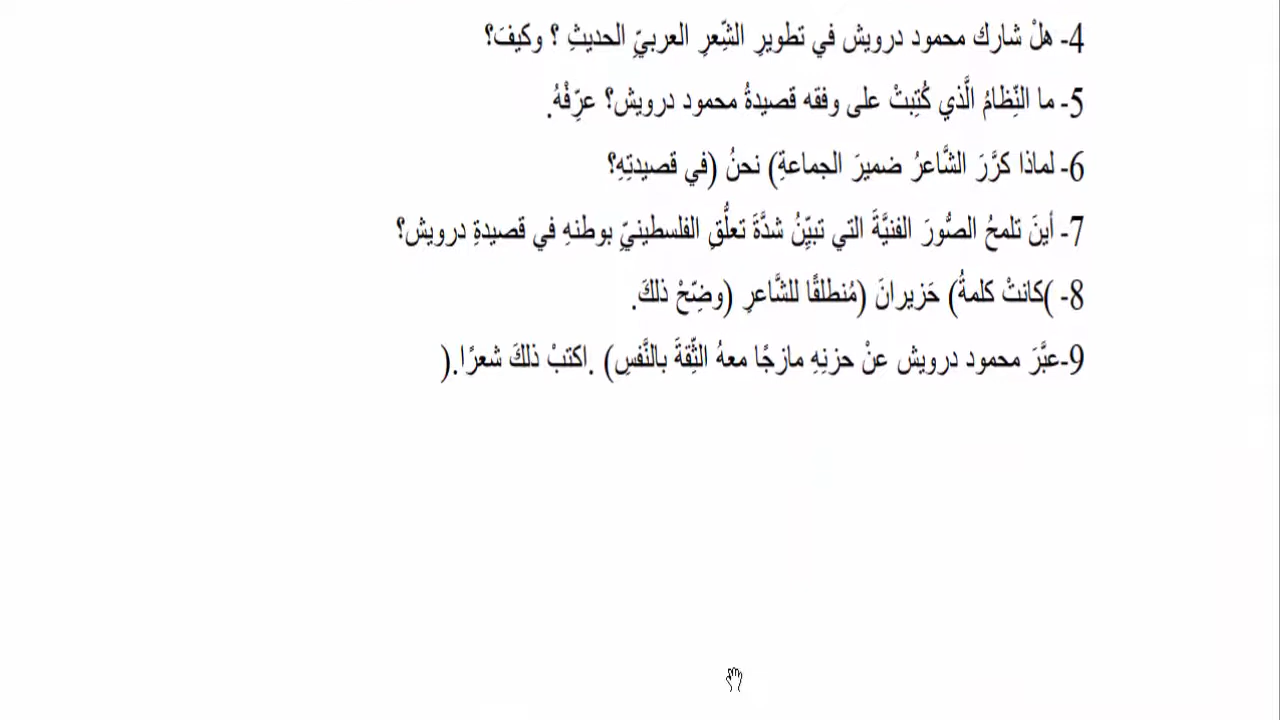 4- هلْ شارك محمود درويش في تطويرِ الشِّعرِ العربيِّ الحديثِ ؟ وكيفَ؟
5- ما النِّظامُ الَّذي كُتِبتْ على وفقه قصيدةُ محمود درويش؟ عرِّفْهُ.
6- لماذا كرَّرَ الشَّاعرُ ضميرَ الجماعةِ) نحنُ (في قصيدتِهِ؟
7- أينَ تلمحُ الصُّورَ الفنيَّةَ التي تبيِّنُ شدَّةَ تعلُّقِ الفلسطينيِّ بوطنهِ في قصيدةِ درويش؟
8- )كانتْ كلمةُ) حَزيرانَ (مُنطلقًا للشَّاعرِ (وضِّحْ ذلكَ.
9-عبَّرَ محمود درويش عنْ حزنِهِ مازجًا معهُ الثِّقةَ بالنَّفسِ) .اكتبْ ذلكَ شعرًا.(